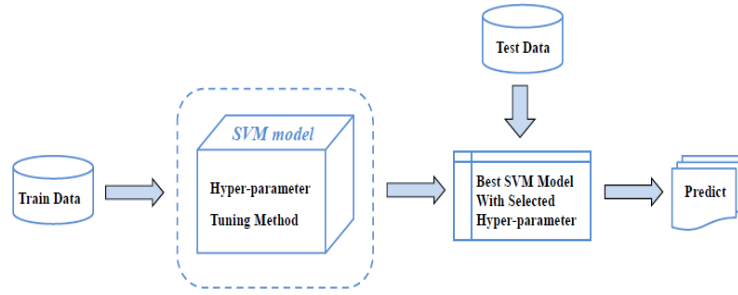 Test Data
SVM model
Train Data
Hyper-parameter
Tuning Method
Best SVM Model
With Selected
Hyper-parameter
Predict